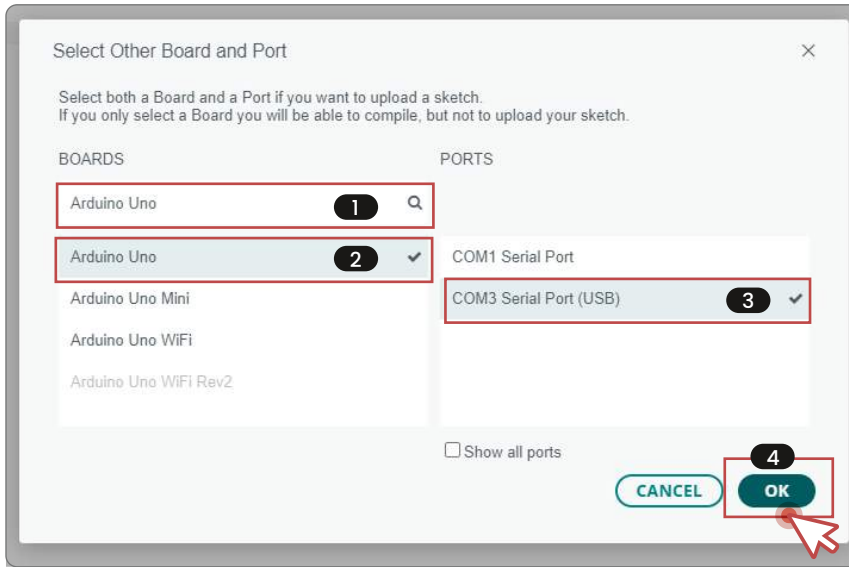 Select Other Board and Port
Select both a Board and a Port if you want to upload a sketch.
If you only select a Board you will be able to compile, but not to upload your sketch.
BOARDS
PORTS
Arduino Uno
1
Arduino Uno
2
Arduino Uno Mini
Arduino Uno WiFi
Arduino Uno WiFi Rev2
COM1 Serial Port
COM3 Serial Port (USB)
3
Show all ports
4
CANCEL
OK